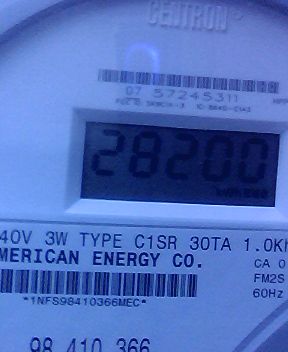 CENTRON
07 57245311
28200
40V 3W TYPE C1SR 30TA 1.0Kh
MERICAN ENERGY CO.
CA 0
FM2S
*1NFS98410366MEC*
60Hz
98 410 366